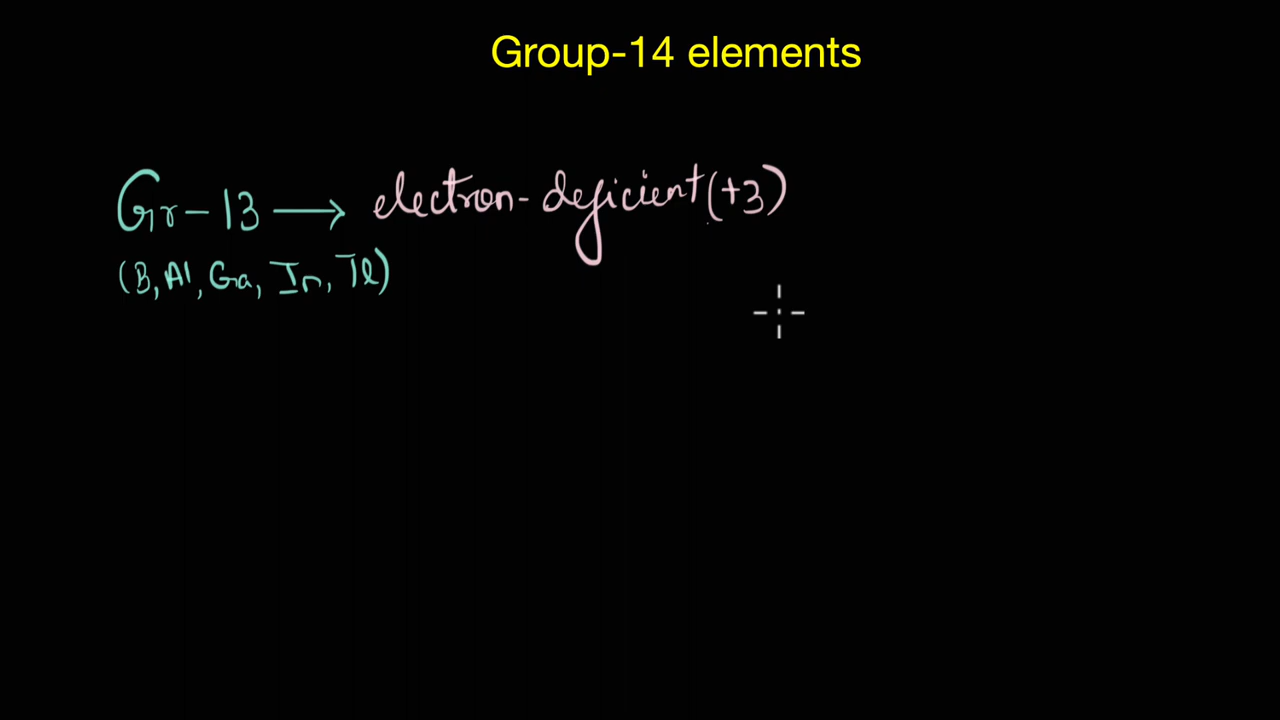 Group-14 elements
Gr-13 → electron-deficient (+3)
(B, Al, Ga, In, Tl)